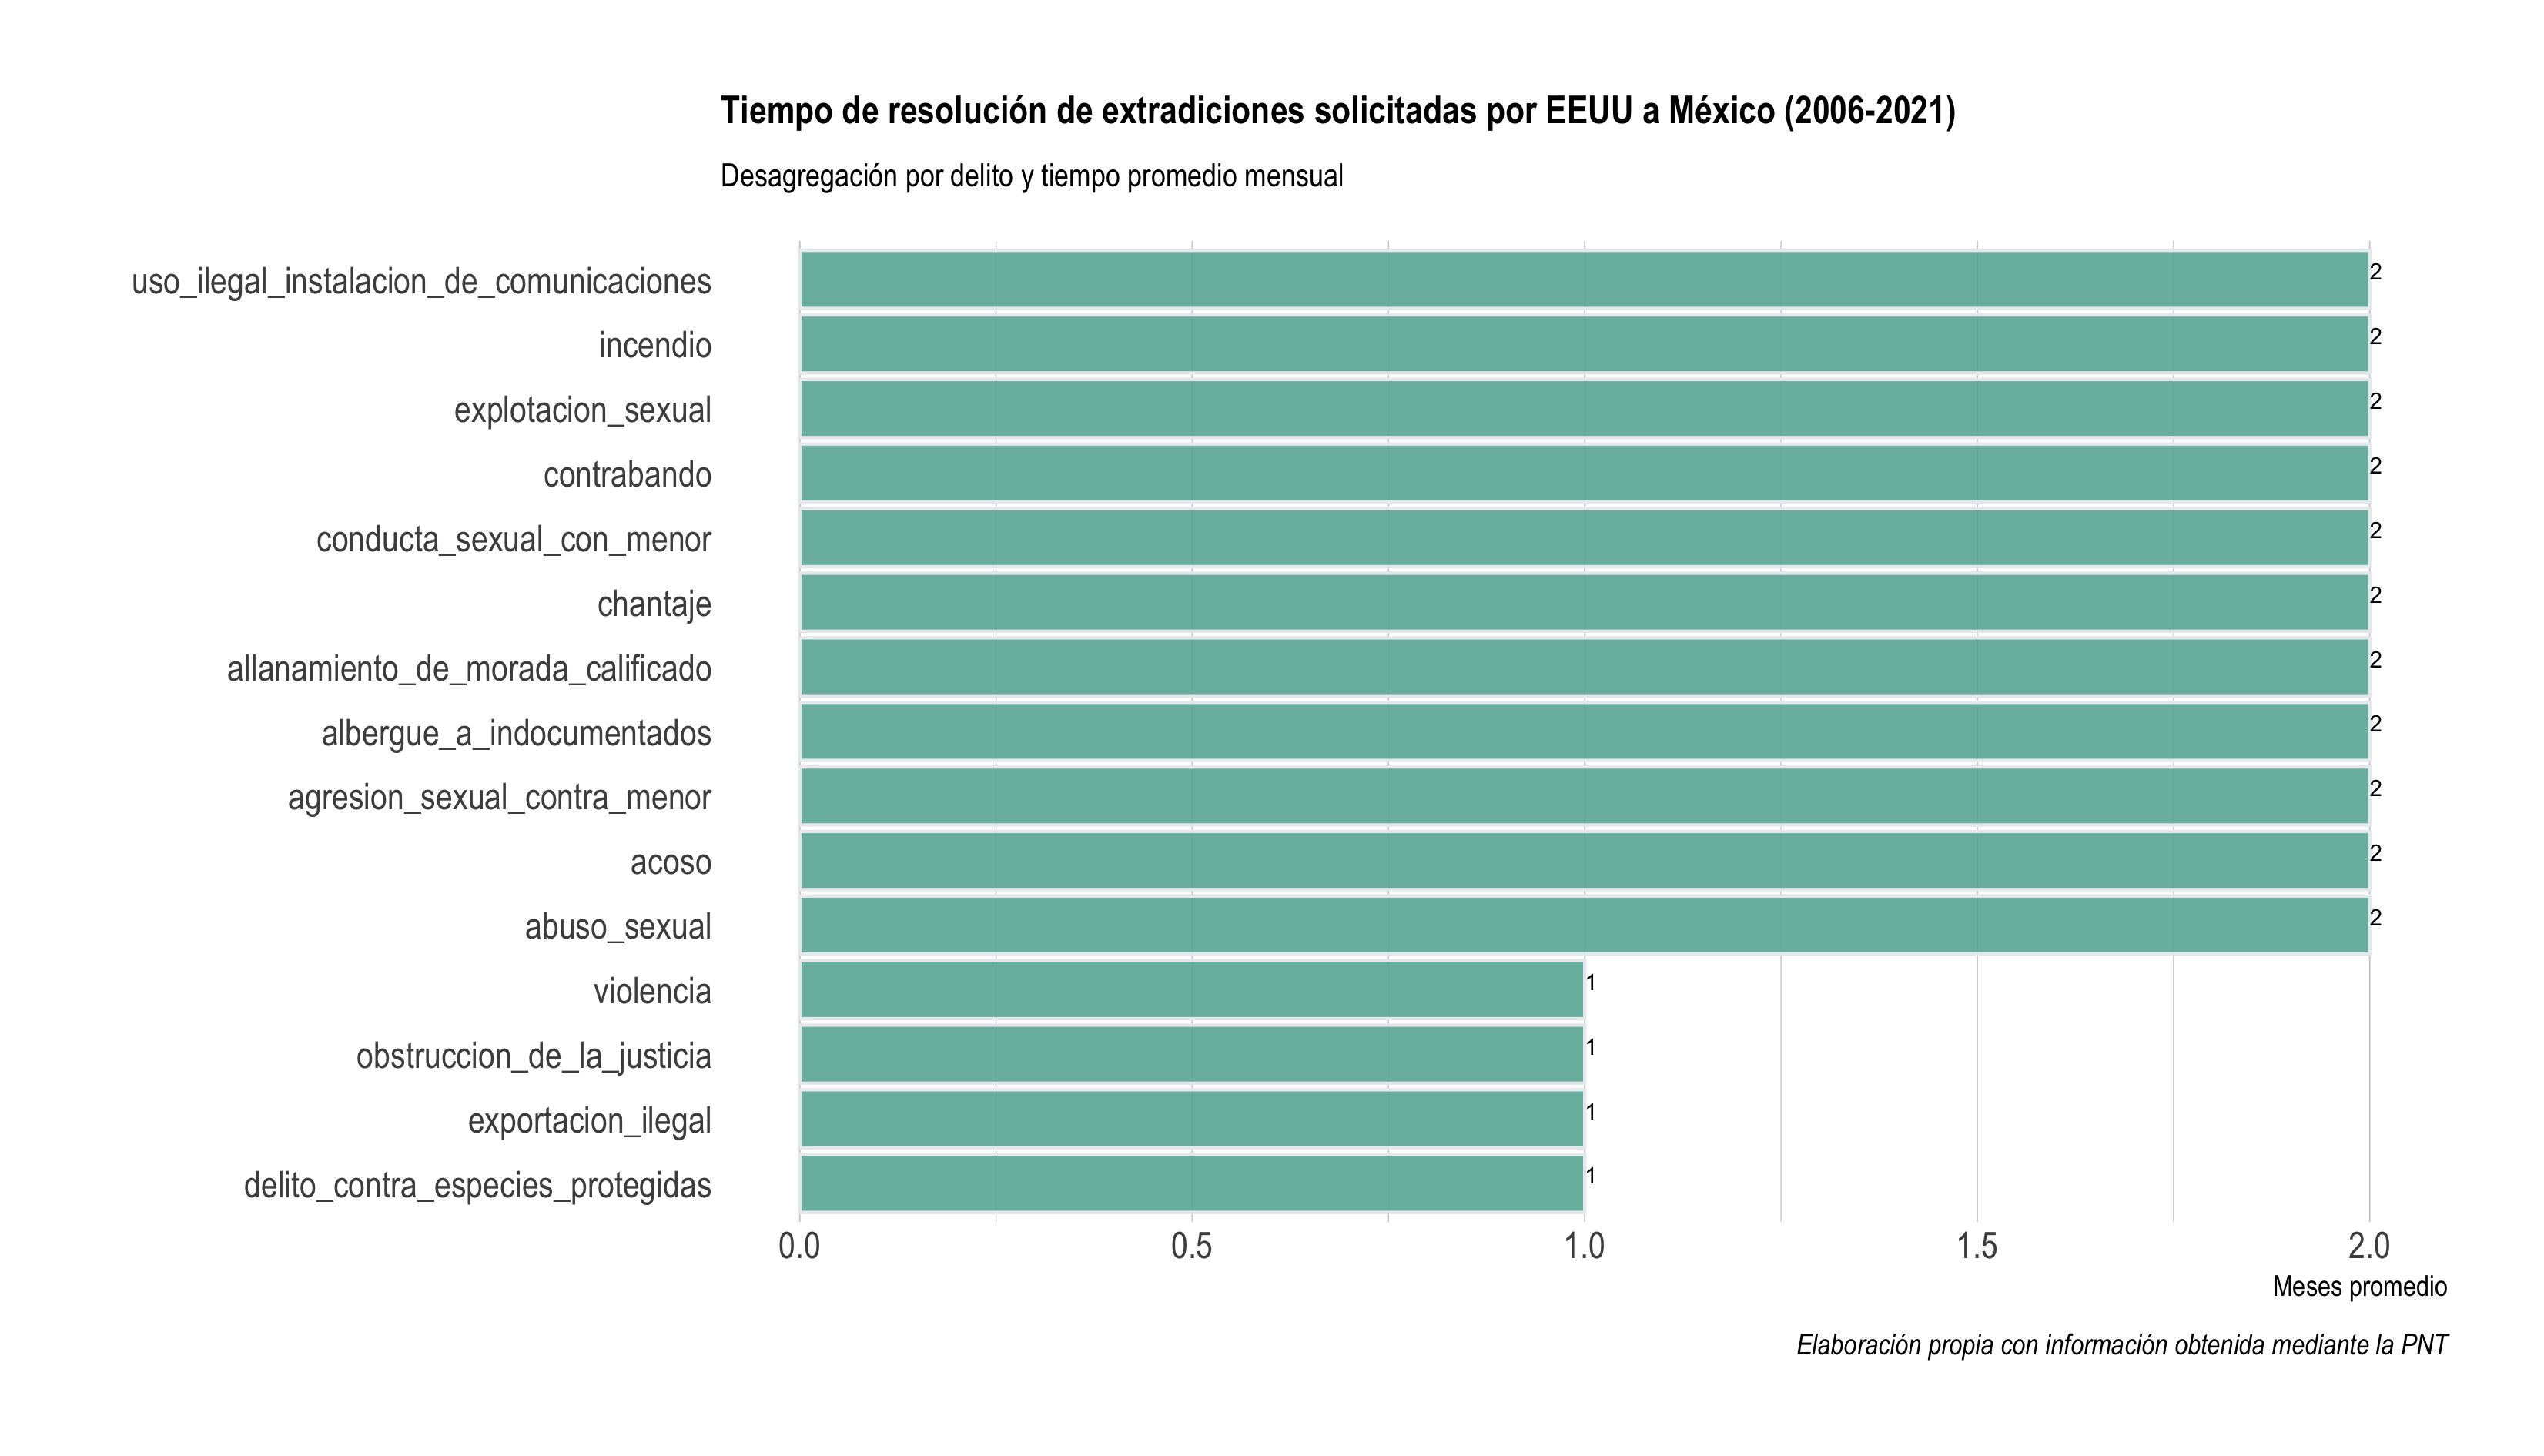 Tiempo de resolución de extradiciones solicitadas por EEUU a México (2006-2021)
Desagregación por delito y tiempo promedio mensual
uso_ilegal_instalacion_de_comunicaciones 2
incendio 2
explotacion_sexual 2
contrabando 2
conducta_sexual_con_menor 2
chantaje 2
allanamiento_de_morada_calificado 2
albergue_a_indocumentados 2
agresion_sexual_contra_menor 2
acoso 2
abuso_sexual 2
violencia 1
obstruccion_de_la_justicia 1
exportacion_ilegal 1
delito_contra_especies_protegidas 1
0.0 0.5 1.0 1.5 2.0
Meses promedio
Elaboración propia con información obtenida mediante la PNT